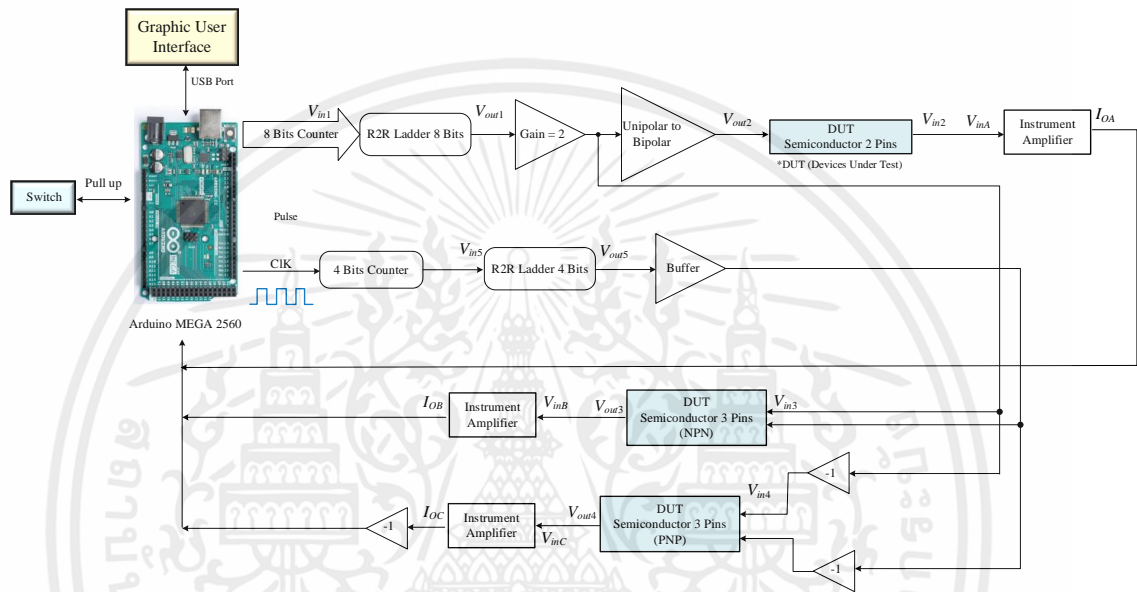 Graphic User
Interface
USB Port
V_in1
8 Bits Counter
R2R Ladder 8 Bits
V_out1
Gain = 2
Unipolar to
Bipolar
V_out2
DUT
Semiconductor 2 Pins
*DUT (Devices Under Test)
V_in2
V_inA
Instrument
Amplifier
I_OA
Switch
Pull up
Pulse
ClK
4 Bits Counter
V_in5
R2R Ladder 4 Bits
V_out5
Buffer
Arduino MEGA 2560
I_OB
Instrument
Amplifier
V_inB
V_out3
DUT
Semiconductor 3 Pins
(NPN)
V_in3
-1
V_in4
-1
I_OC
Instrument
Amplifier
V_out4
V_inC
DUT
Semiconductor 3 Pins
(PNP)
-1